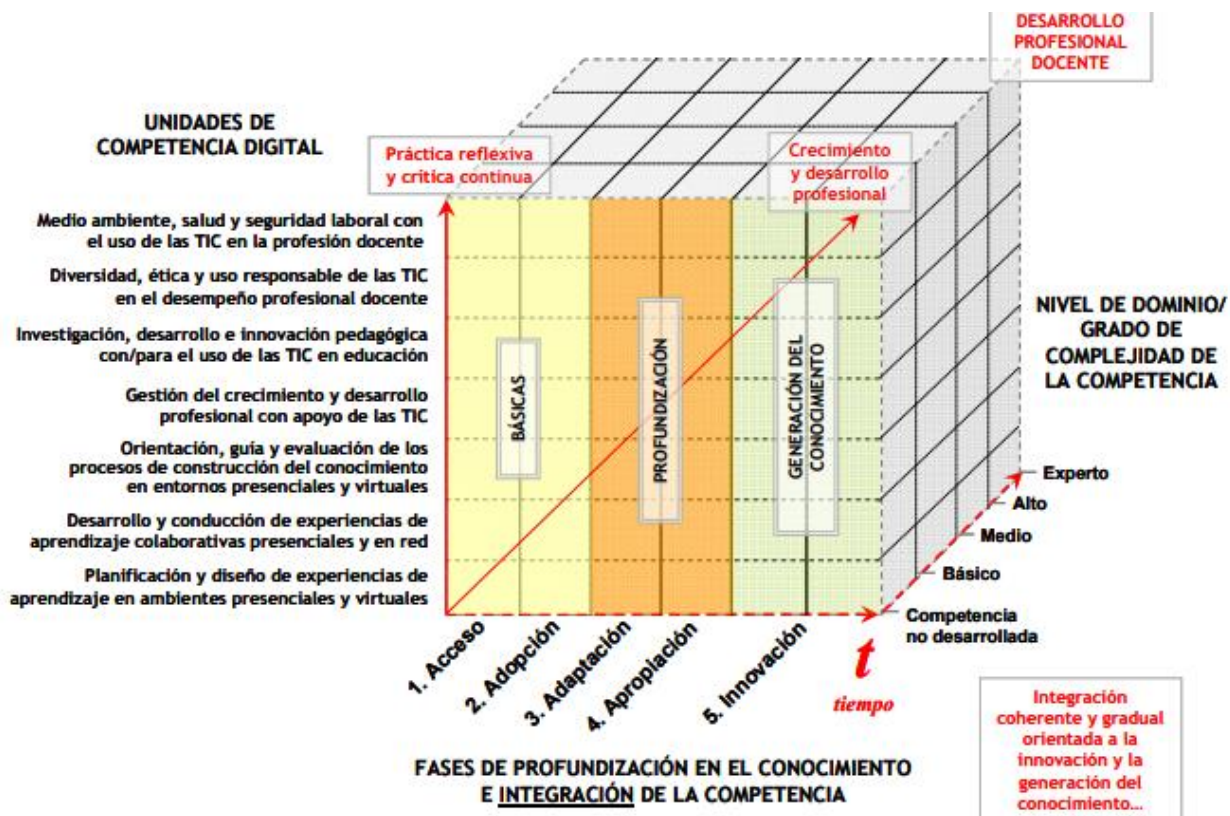 DESARROLLO
PROFESIONAL
DOCENTE
UNIDADES DE
COMPETENCIA DIGITAL
Práctica reflexiva
y crítica continua
Crecimiento
y desarrollo
profesional
Medio ambiente, salud y seguridad laboral con
el uso de las TIC en la profesión docente
Diversidad, ética y uso responsable de las TIC
en el desempeño profesional docente
Investigación, desarrollo e innovación pedagógica
con/para el uso de las TIC en educación
Gestión del crecimiento y desarrollo
profesional con apoyo de las TIC
Orientación, guía y evaluación de los
procesos de construcción del conocimiento
en entornos presenciales y virtuales
Desarrollo y conducción de experiencias de
aprendizaje colaborativas presenciales y en red
Planificación y diseño de experiencias de
aprendizaje en ambientes presenciales y virtuales
BÁSICAS
PROFUNDIZACIÓN
GENERACIÓN DEL
CONOCIMIENTO
NIVEL DE DOMINIO/
GRADO DE
COMPLEJIDAD DE
LA COMPETENCIA
Experto
Alto
Medio
Básico
Competencia
no desarrollada
1. Acceso
2. Adopción
3. Adaptación
4. Apropiación
5. Innovación
t
tiempo
FASES DE PROFUNDIZACIÓN EN EL CONOCIMIENTO
E INTEGRACIÓN DE LA COMPETENCIA
Integración
coherente y gradual
orientada a la
innovación y la
generación del
conocimiento...